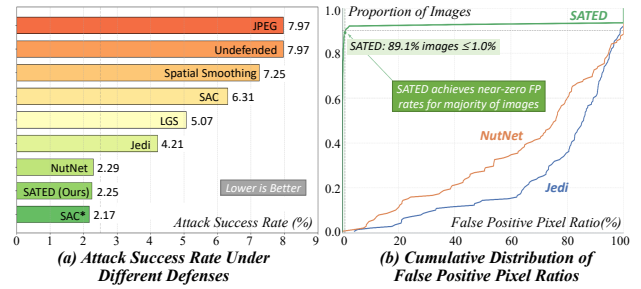 JPEG 7.97
Undefended 7.97
Spatial Smoothing 7.25
SAC 6.31
LGS 5.07
Jedi 4.21
NutNet 2.29
SATED (Ours) 2.25
Lower is Better
SAC* 2.17
Attack Success Rate (%)
0 1 2 3 4 5 6 7 8 9
(a) Attack Success Rate Under
Different Defenses
1.0
Proportion of Images
SATED
SATED: 89.1% images ≤1.0%
0.8
SATED achieves near-zero FP
rates for majority of images
0.6
NutNet
0.4
Jedi
0.2
False Positive Pixel Ratio(%)
0.0
0 20 40 60 80 100
(b) Cumulative Distribution of
False Positive Pixel Ratios